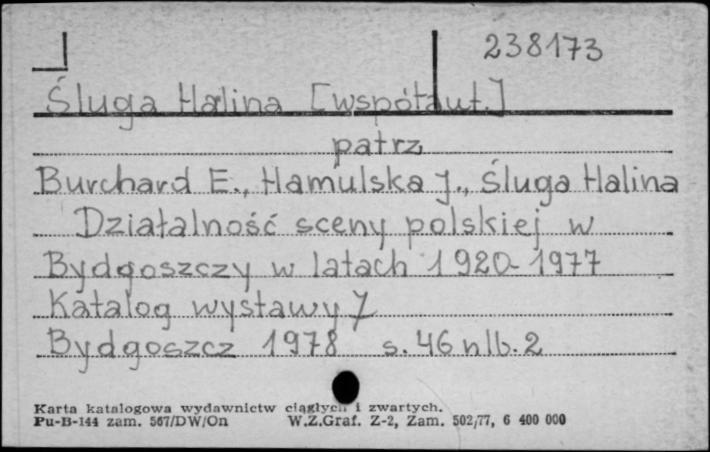 238173
Śluga Halina [współaut.]
patrz
Burchard E., Hamulska J., Śluga Halina
Działalność sceny polskiej w
Bydgoszczy w latach 1920-1977
Katalog wystawy]
Bydgoszcz 1978 s. 46 nlb. 2
Karta katalogowa wydawnictw ciągłych i zwartych.
Pu-B-144 zam. 567/DW/On W.Z.Graf. Z-2, Zam. 502/77, 6 400 000